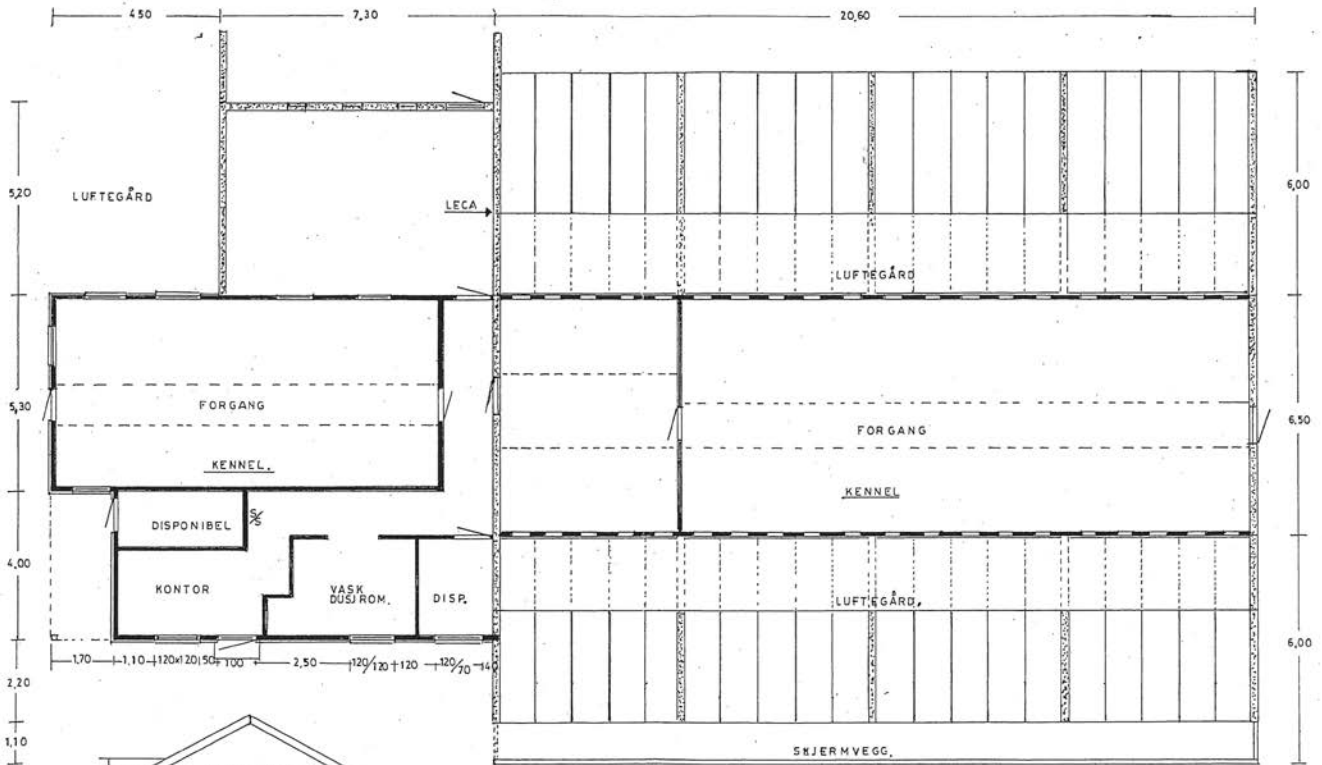 450
7,30
20,60
LUFTEGÅRD
LECA
LUFTEGÅRD
5,20
6,00
FORGANG
KENNEL.
FORGANG
KENNEL
5,30
6,50
DISPONIBEL
KONTOR
VASK
DUSJROM.
DISP.
LUFTEGÅRD.
4,00
6,00
1,70 1,10 120x120 50 100 2,50 120/120 120 120/70 140
2,20
1,10
SKJERMVEGG.